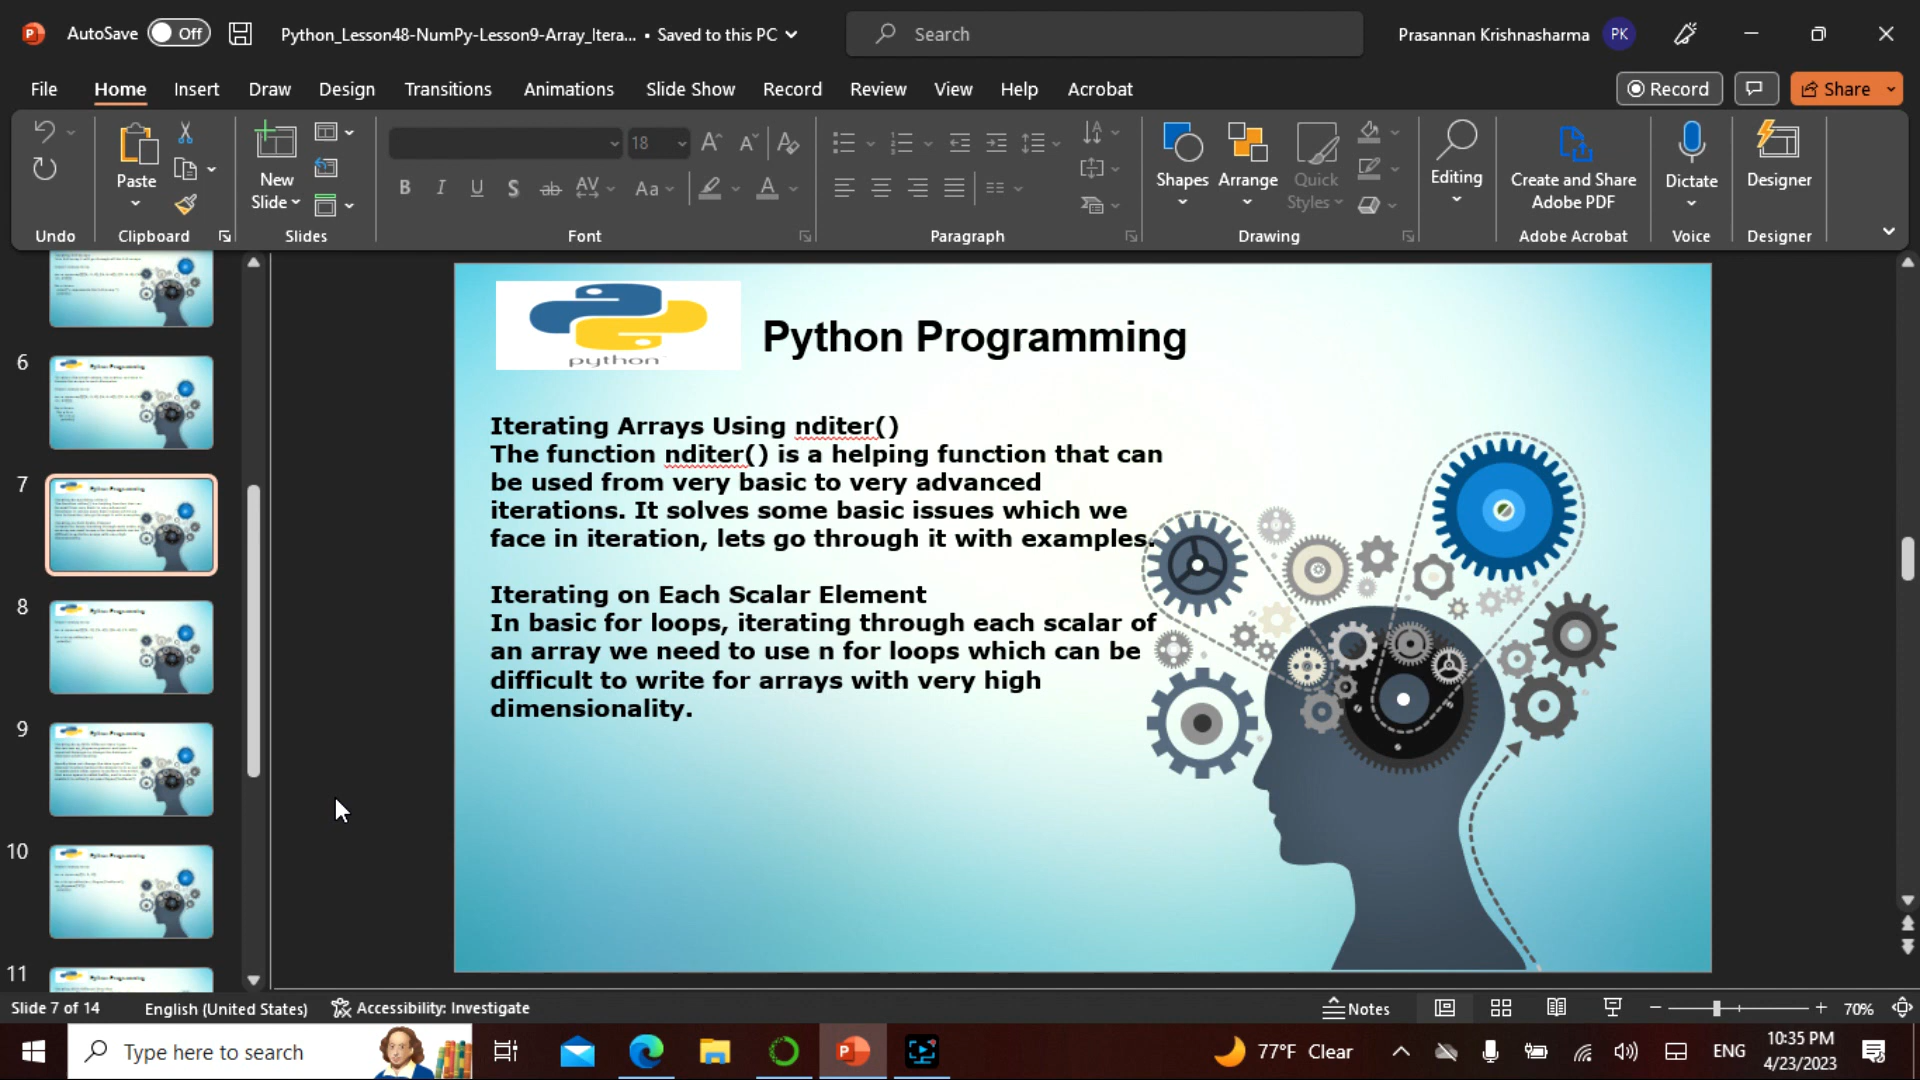 AutoSave Off Python_Lesson48-NumPy-Lesson9-Array_Itera... • Saved to this PC Search Prasannan Krishnasharma PK
File Home Insert Draw Design Transitions Animations Slide Show Record Review View Help Acrobat Record Share
Paste New Slide 18 Shapes Arrange Quick Styles Editing Create and Share Adobe PDF Dictate Designer
Undo Clipboard Slides Font Paragraph Drawing Adobe Acrobat Voice Designer
python
Python Programming
Iterating Arrays Using nditer()
The function nditer() is a helping function that can
be used from very basic to very advanced
iterations. It solves some basic issues which we
face in iteration, lets go through it with examples.
Iterating on Each Scalar Element
In basic for loops, iterating through each scalar of
an array we need to use n for loops which can be
difficult to write for arrays with very high
dimensionality.
6
7
8
9
10
11
Slide 7 of 14 English (United States) Accessibility: Investigate Notes 70%
Type here to search 77°F Clear ENG 10:35 PM
4/23/2023